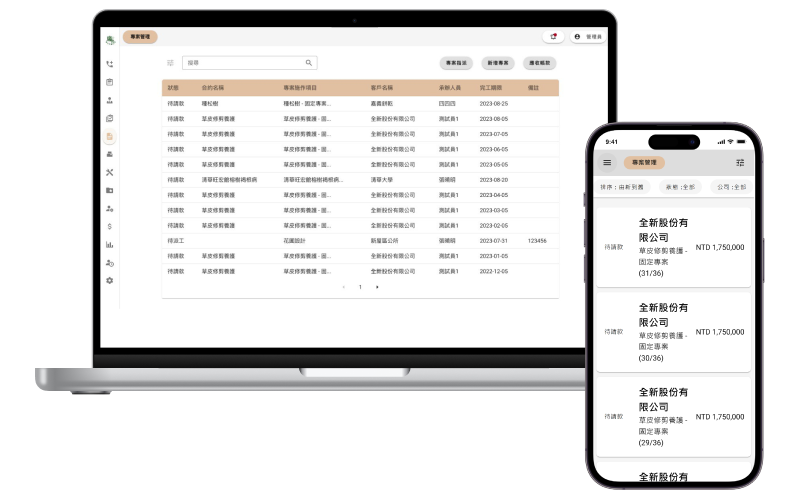 專案管理
管理員
搜尋
專案指派 新增專案 應收帳款
狀態 合約名稱 專案施作項目 客戶名稱 承辦人員 完工期限 備註
待請款 種松樹 種松樹 - 固定專案... 嘉義餅乾 四四四 2023-08-25
待請款 草皮修剪養護 草皮修剪養護 - 固... 全新股份有限公司 測試員1 2023-08-05
待請款 草皮修剪養護 草皮修剪養護 - 固... 全新股份有限公司 測試員1 2023-07-05
待請款 草皮修剪養護 草皮修剪養護 - 固... 全新股份有限公司 測試員1 2023-06-05
待請款 草皮修剪養護 草皮修剪養護 - 固... 全新股份有限公司 測試員1 2023-05-05
待請款 清華旺宏館榕樹褐根病 清華旺宏館榕樹褐根病... 清華大學 張曉明 2023-08-20
待請款 草皮修剪養護 草皮修剪養護 - 固... 全新股份有限公司 測試員1 2023-04-05
待請款 草皮修剪養護 草皮修剪養護 - 固... 全新股份有限公司 測試員1 2023-03-05
待請款 草皮修剪養護 草皮修剪養護 - 固... 全新股份有限公司 測試員1 2023-02-05
待派工 花園設計 新屋區公所 張曉明 2023-07-31 123456
待請款 草皮修剪養護 草皮修剪養護 - 固... 全新股份有限公司 測試員1 2023-01-05
待請款 草皮修剪養護 草皮修剪養護 - 固... 全新股份有限公司 測試員1 2022-12-05
1
9:41
專案管理
排序 : 由新到舊 狀態 :全部 公司 :全部
全新股份有
限公司
待請款 草皮修剪養護 - NTD 1,750,000
固定專案
(31/36)
全新股份有
限公司
待請款 草皮修剪養護 - NTD 1,750,000
固定專案
(30/36)
全新股份有
限公司
待請款 草皮修剪養護 - NTD 1,750,000
固定專案
(29/36)
全新股份有